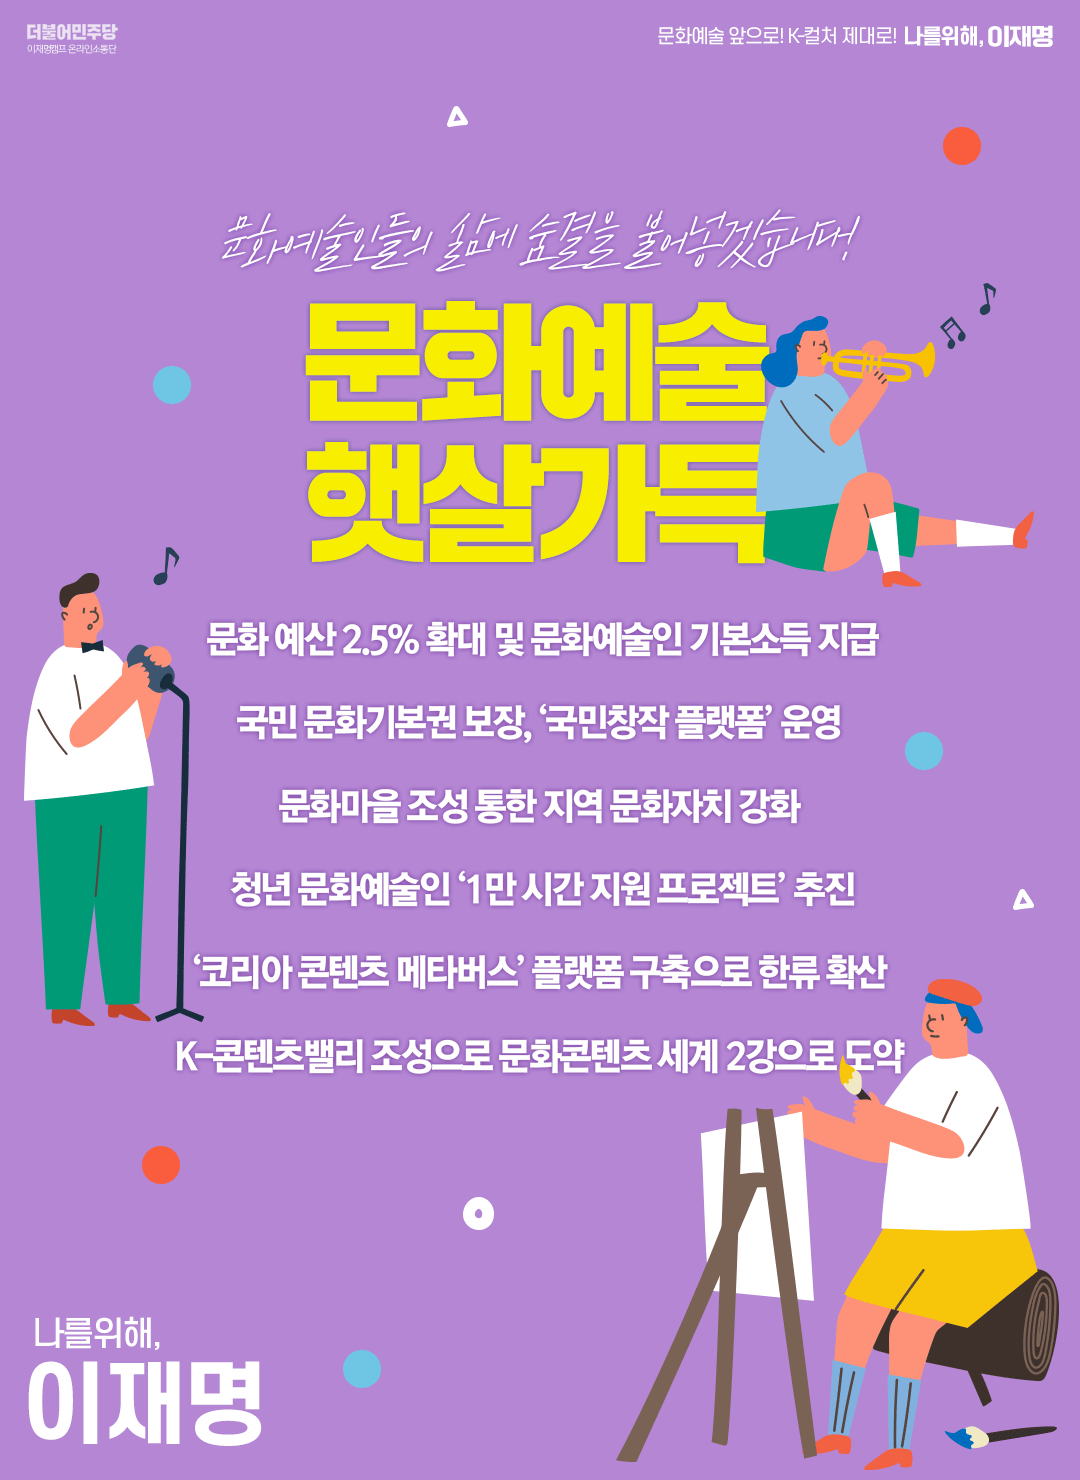 더불어민주당
이재명캠프 온라인소통단
문화예술 앞으로! K-컬처 제대로! 나를위해, 이재명
문화예술인들의 삶에 숨결을 불어넣겠습니다!
문화예술
햇살가득
문화 예산 2.5% 확대 및 문화예술인 기본소득 지급
국민 문화기본권 보장, ‘국민창작 플랫폼’ 운영
문화마을 조성 통한 지역 문화자치 강화
청년 문화예술인 ‘1만 시간 지원 프로젝트’ 추진
‘코리아 콘텐츠 메타버스’ 플랫폼 구축으로 한류 확산
K-콘텐츠밸리 조성으로 문화콘텐츠 세계 2강으로 도약
나를위해,
이재명